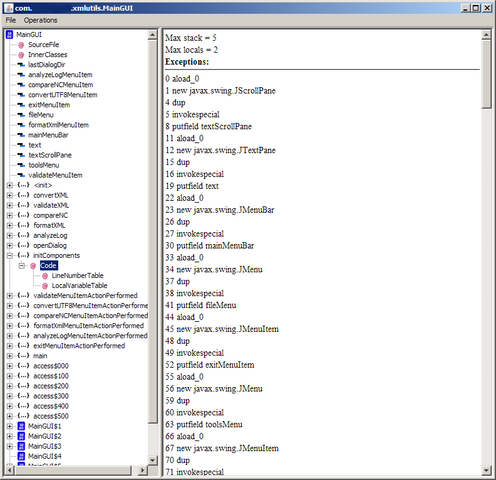 com. .xmlutils.MainGUI
File Operations
MainGUI
SourceFile
InnerClasses
lastDialogDir
analyzeLogMenuItem
compareNCMenuItem
convertUTF8MenuItem
exitMenuItem
fileMenu
formatXmlMenuItem
mainMenuBar
text
textScrollPane
toolsMenu
validateMenuItem
<init>
convertXML
validateXML
compareNC
formatXML
analyzeLog
openDialog
initComponents
Code
LineNumberTable
LocalVariableTable
validateMenuItemActionPerformed
convertUTF8MenuItemActionPerformed
compareNCMenuItemActionPerformed
formatXmlMenuItemActionPerformed
analyzeLogMenuItemActionPerformed
exitMenuItemActionPerformed
main
access$000
access$100
access$200
access$300
access$400
access$500
MainGUI$1
MainGUI$2
MainGUI$3
MainGUI$4
Max stack = 5
Max locals = 2
Exceptions:
0 aload_0
1 new javax.swing.JScrollPane
4 dup
5 invokespecial
8 putfield textScrollPane
11 aload_0
12 new javax.swing.JTextPane
15 dup
16 invokespecial
19 putfield text
22 aload_0
23 new javax.swing.JMenuBar
26 dup
27 invokespecial
30 putfield mainMenuBar
33 aload_0
34 new javax.swing.JMenu
37 dup
38 invokespecial
41 putfield fileMenu
44 aload_0
45 new javax.swing.JMenuItem
48 dup
49 invokespecial
52 putfield exitMenuItem
55 aload_0
56 new javax.swing.JMenu
59 dup
60 invokespecial
63 putfield toolsMenu
66 aload_0
67 new javax.swing.JMenuItem
70 dup
71 invokespecial